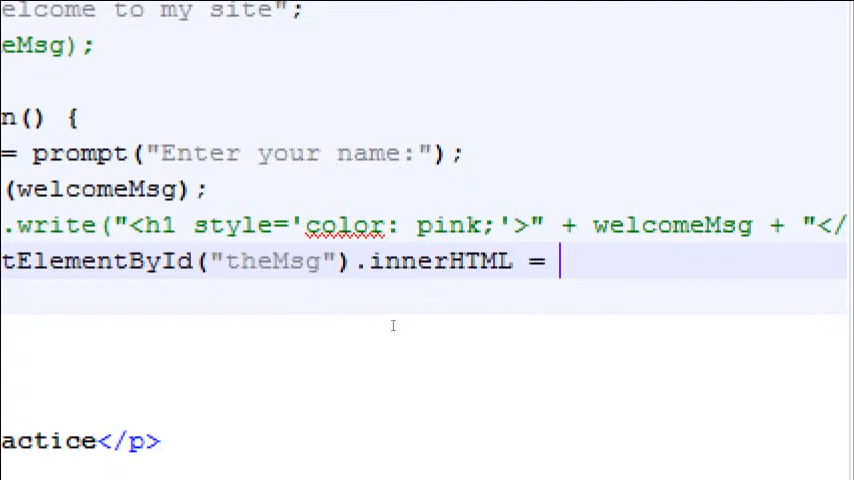 elcome to my site";
eMsg);
n() {
= prompt("Enter your name:");
(welcomeMsg);
.write("<h1 style='color: pink;'>" + welcomeMsg + "</
tElementById("theMsg").innerHTML =
actice</p>